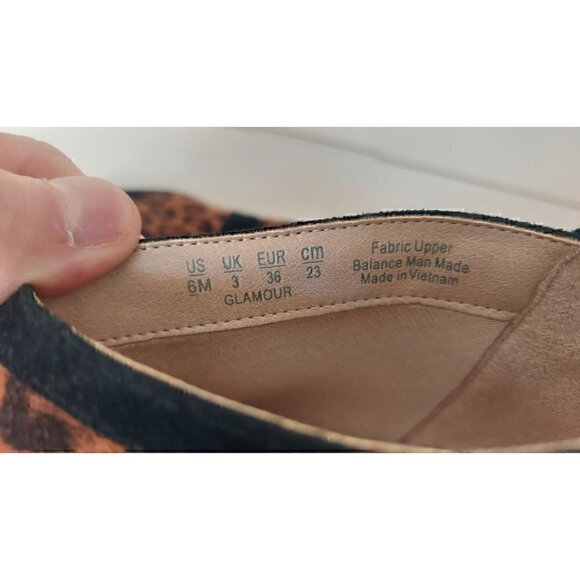 US UK EUR cm
6M 3 36 23
GLAMOUR
Fabric Upper
Balance Man Made
Made in Vietnam